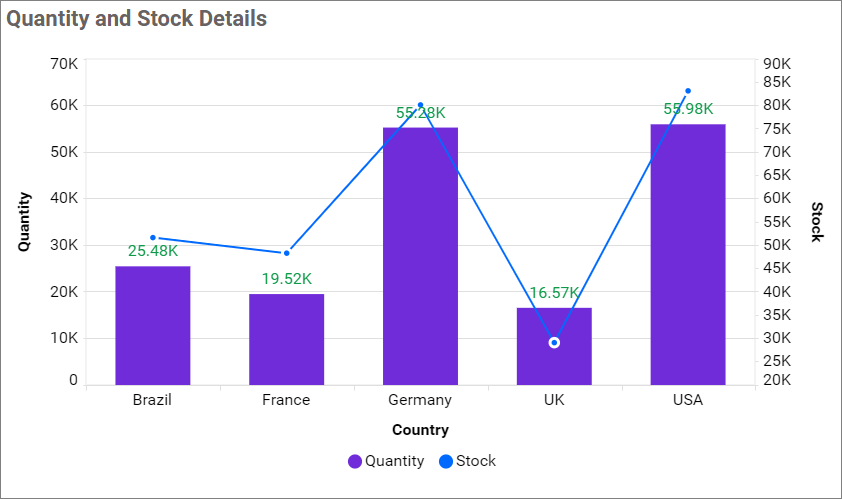 Quantity and Stock Details
70K
60K
50K
40K
30K
20K
10K
0
Quantity
25.48K
19.52K
55.28K
16.57K
55.98K
90K
85K
80K
75K
70K
65K
60K
55K
50K
45K
40K
35K
30K
25K
20K
Stock
Brazil France Germany UK USA
Country
Quantity Stock